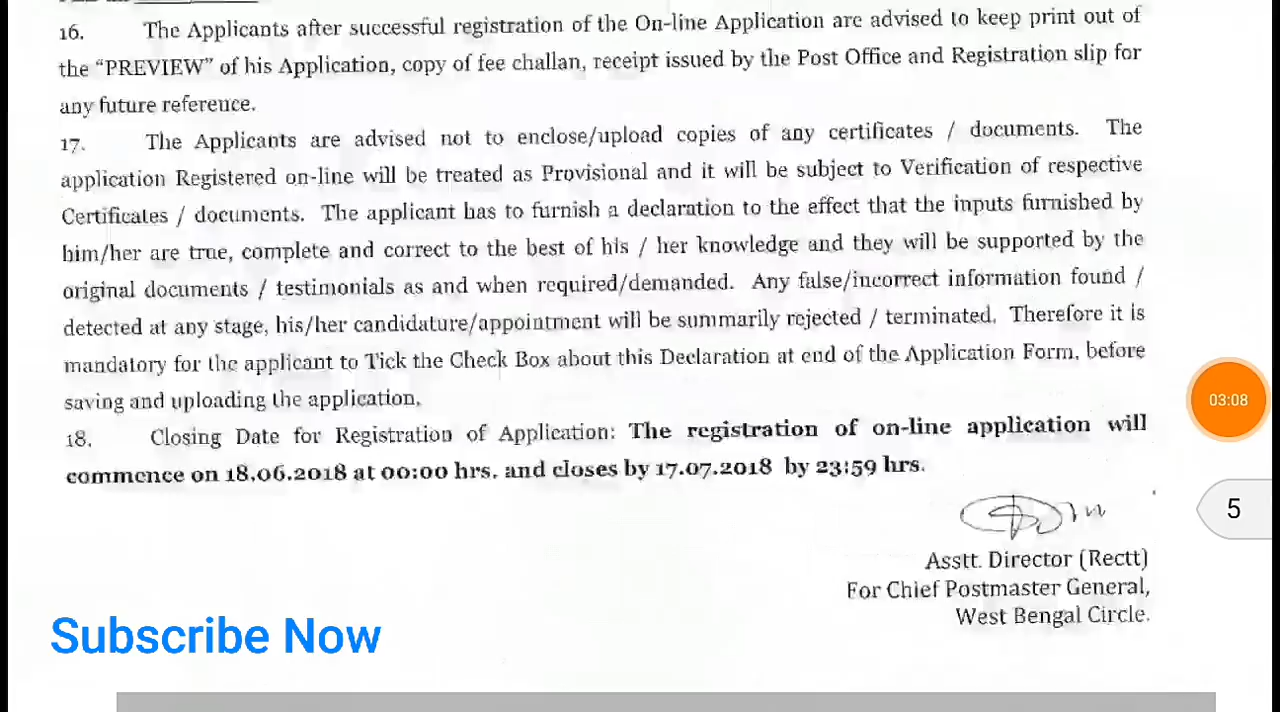 16. The Applicants after successful registration of the On-line Application are advised to keep print out of
the “PREVIEW” of his Application, copy of fee challan, receipt issued by the Post Office and Registration slip for
any future reference.
17. The Applicants are advised not to enclose/upload copies of any certificates / documents. The
application Registered on-line will be treated as Provisional and it will be subject to Verification of respective
Certificates / documents. The applicant has to furnish a declaration to the effect that the inputs furnished by
him/her are true, complete and correct to the best of his / her knowledge and they will be supported by the
original documents / testimonials as and when required/demanded. Any false/incorrect information found /
detected at any stage, his/her candidature/appointment will be summarily rejected / terminated. Therefore it is
mandatory for the applicant to Tick the Check Box about this Declaration at end of the Application Form, before
saving and uploading the application.
03:08
18. Closing Date for Registration of Application: The registration of on-line application will
commence on 18.06.2018 at 00:00 hrs. and closes by 17.07.2018 by 23:59 hrs.
5
Asstt. Director (Rectt)
For Chief Postmaster General,
West Bengal Circle.
Subscribe Now